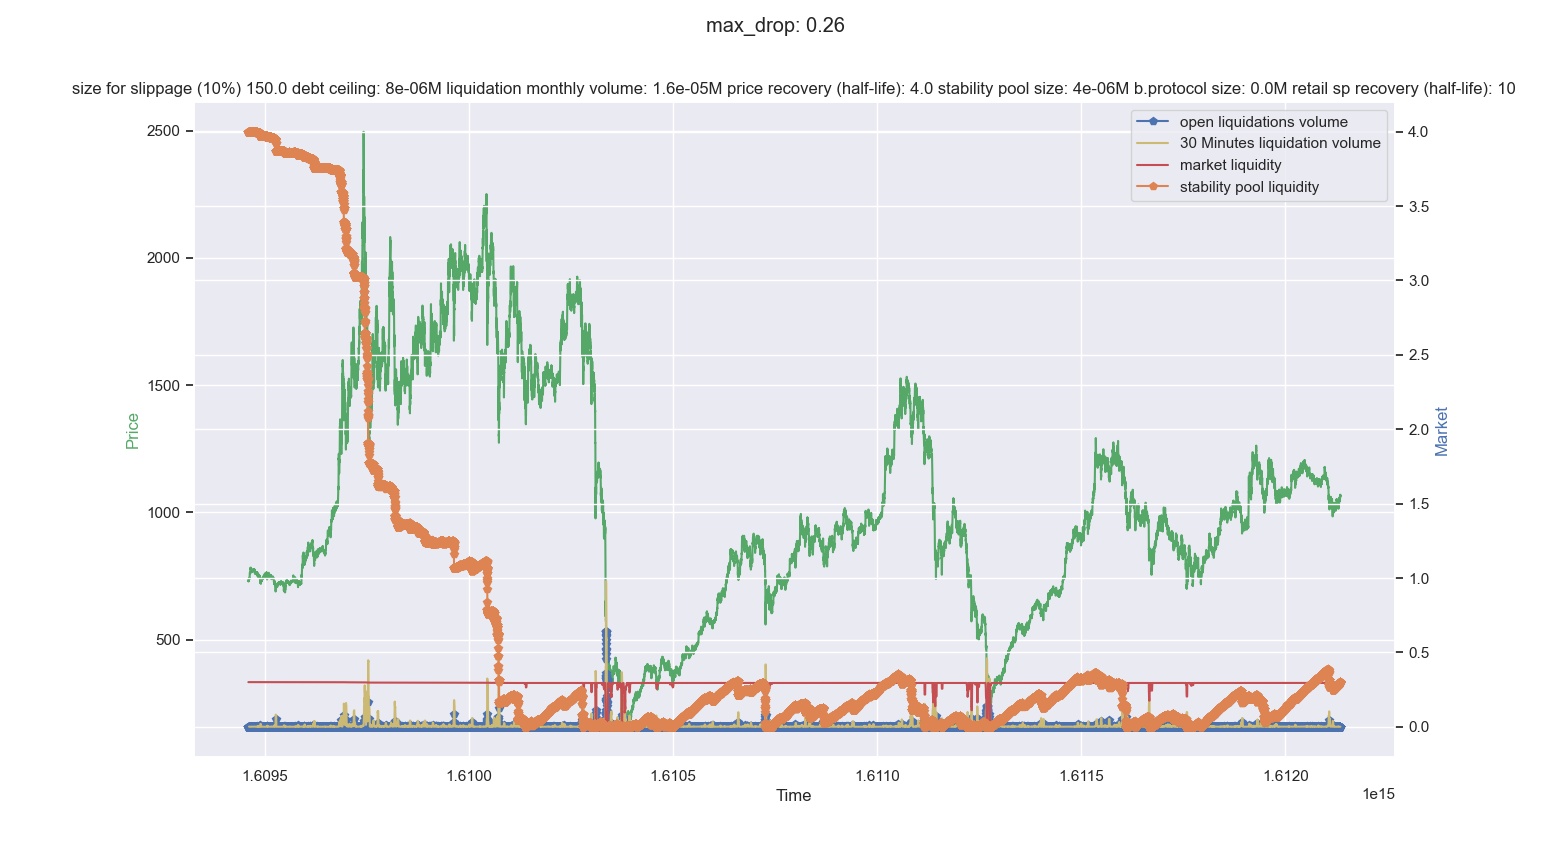 max_drop: 0.26
size for slippage (10%) 150.0 debt ceiling: 8e-06M liquidation monthly volume: 1.6e-05M price recovery (half-life): 4.0 stability pool size: 4e-06M b.protocol size: 0.0M retail sp recovery (half-life): 10
open liquidations volume
30 Minutes liquidation volume
market liquidity
stability pool liquidity
2500
2000
1500
1000
500
Price
4.0
3.5
3.0
2.5
2.0
1.5
1.0
0.5
0.0
Market
1.6095 1.6100 1.6105 1.6110 1.6115 1.6120
Time
1e15